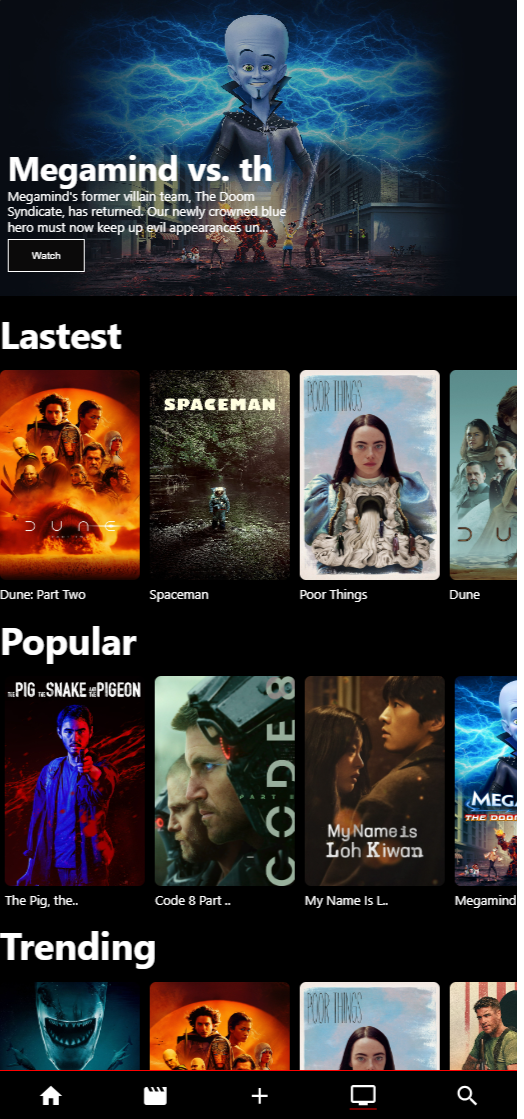 Megamind vs. th
Megamind's former villain team, The Doom
Syndicate, has returned. Our newly crowned blue
hero must now keep up evil appearances un...
Watch
Lastest
SPACEMAN
POOR THINGS
DUNE
DU
Dune: Part Two
Spaceman
Poor Things
Dune
Popular
THE PIG THE SNAKE AND THE PIGEON
CODE 8
PART II
My Name is
Loh Kiwan
MEGA
THE DOOM
The Pig, the..
Code 8 Part ..
My Name Is L..
Megamind
Trending
POOR THINGS